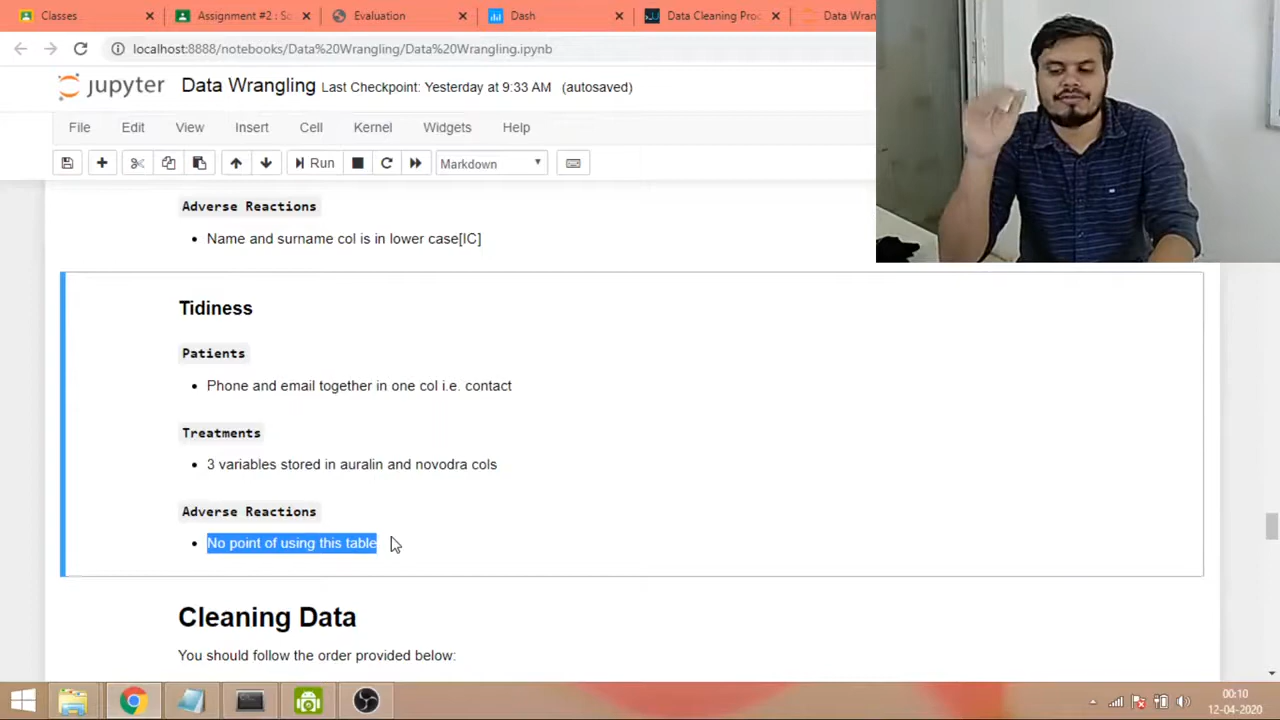 Classes
Assignment #2 : Sc
Evaluation
Dash
Data Cleaning Proc
Data Wran
localhost:8888/notebooks/Data%20Wrangling/Data%20Wrangling.ipynb
jupyter Data Wrangling Last Checkpoint: Yesterday at 9:33 AM (autosaved)
File Edit View Insert Cell Kernel Widgets Help
Run Markdown
Adverse Reactions
• Name and surname col is in lower case[IC]
Tidiness
Patients
• Phone and email together in one col i.e. contact
Treatments
• 3 variables stored in auralin and novodra cols
Adverse Reactions
• No point of using this table
Cleaning Data
You should follow the order provided below:
00:10
12-04-2020